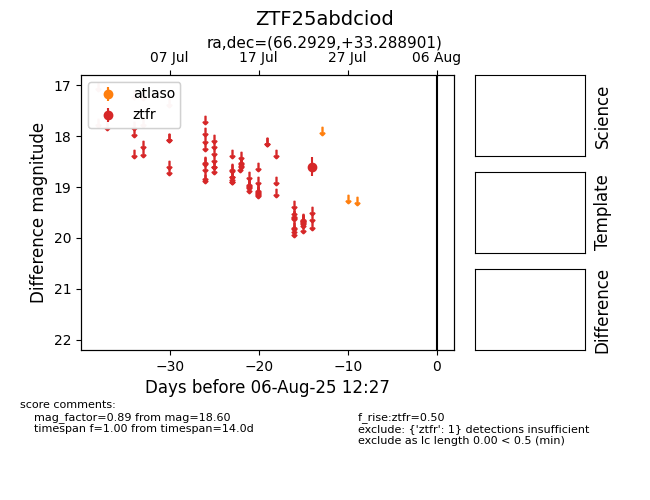 ZTF25abdciod
ra,dec=(66.2929,+33.288901)
07 Jul 17 Jul 27 Jul 06 Aug
atlaso
ztfr
17
18
19
20
21
22
Difference magnitude
−30 −20 −10 0
Days before 06-Aug-25 12:27
Science
Template
Difference
score comments:
mag_factor=0.89 from mag=18.60
timespan f=1.00 from timespan=14.0d
f_rise:ztfr=0.50
exclude: {'ztfr': 1} detections insufficient
exclude as lc length 0.00 < 0.5 (min)